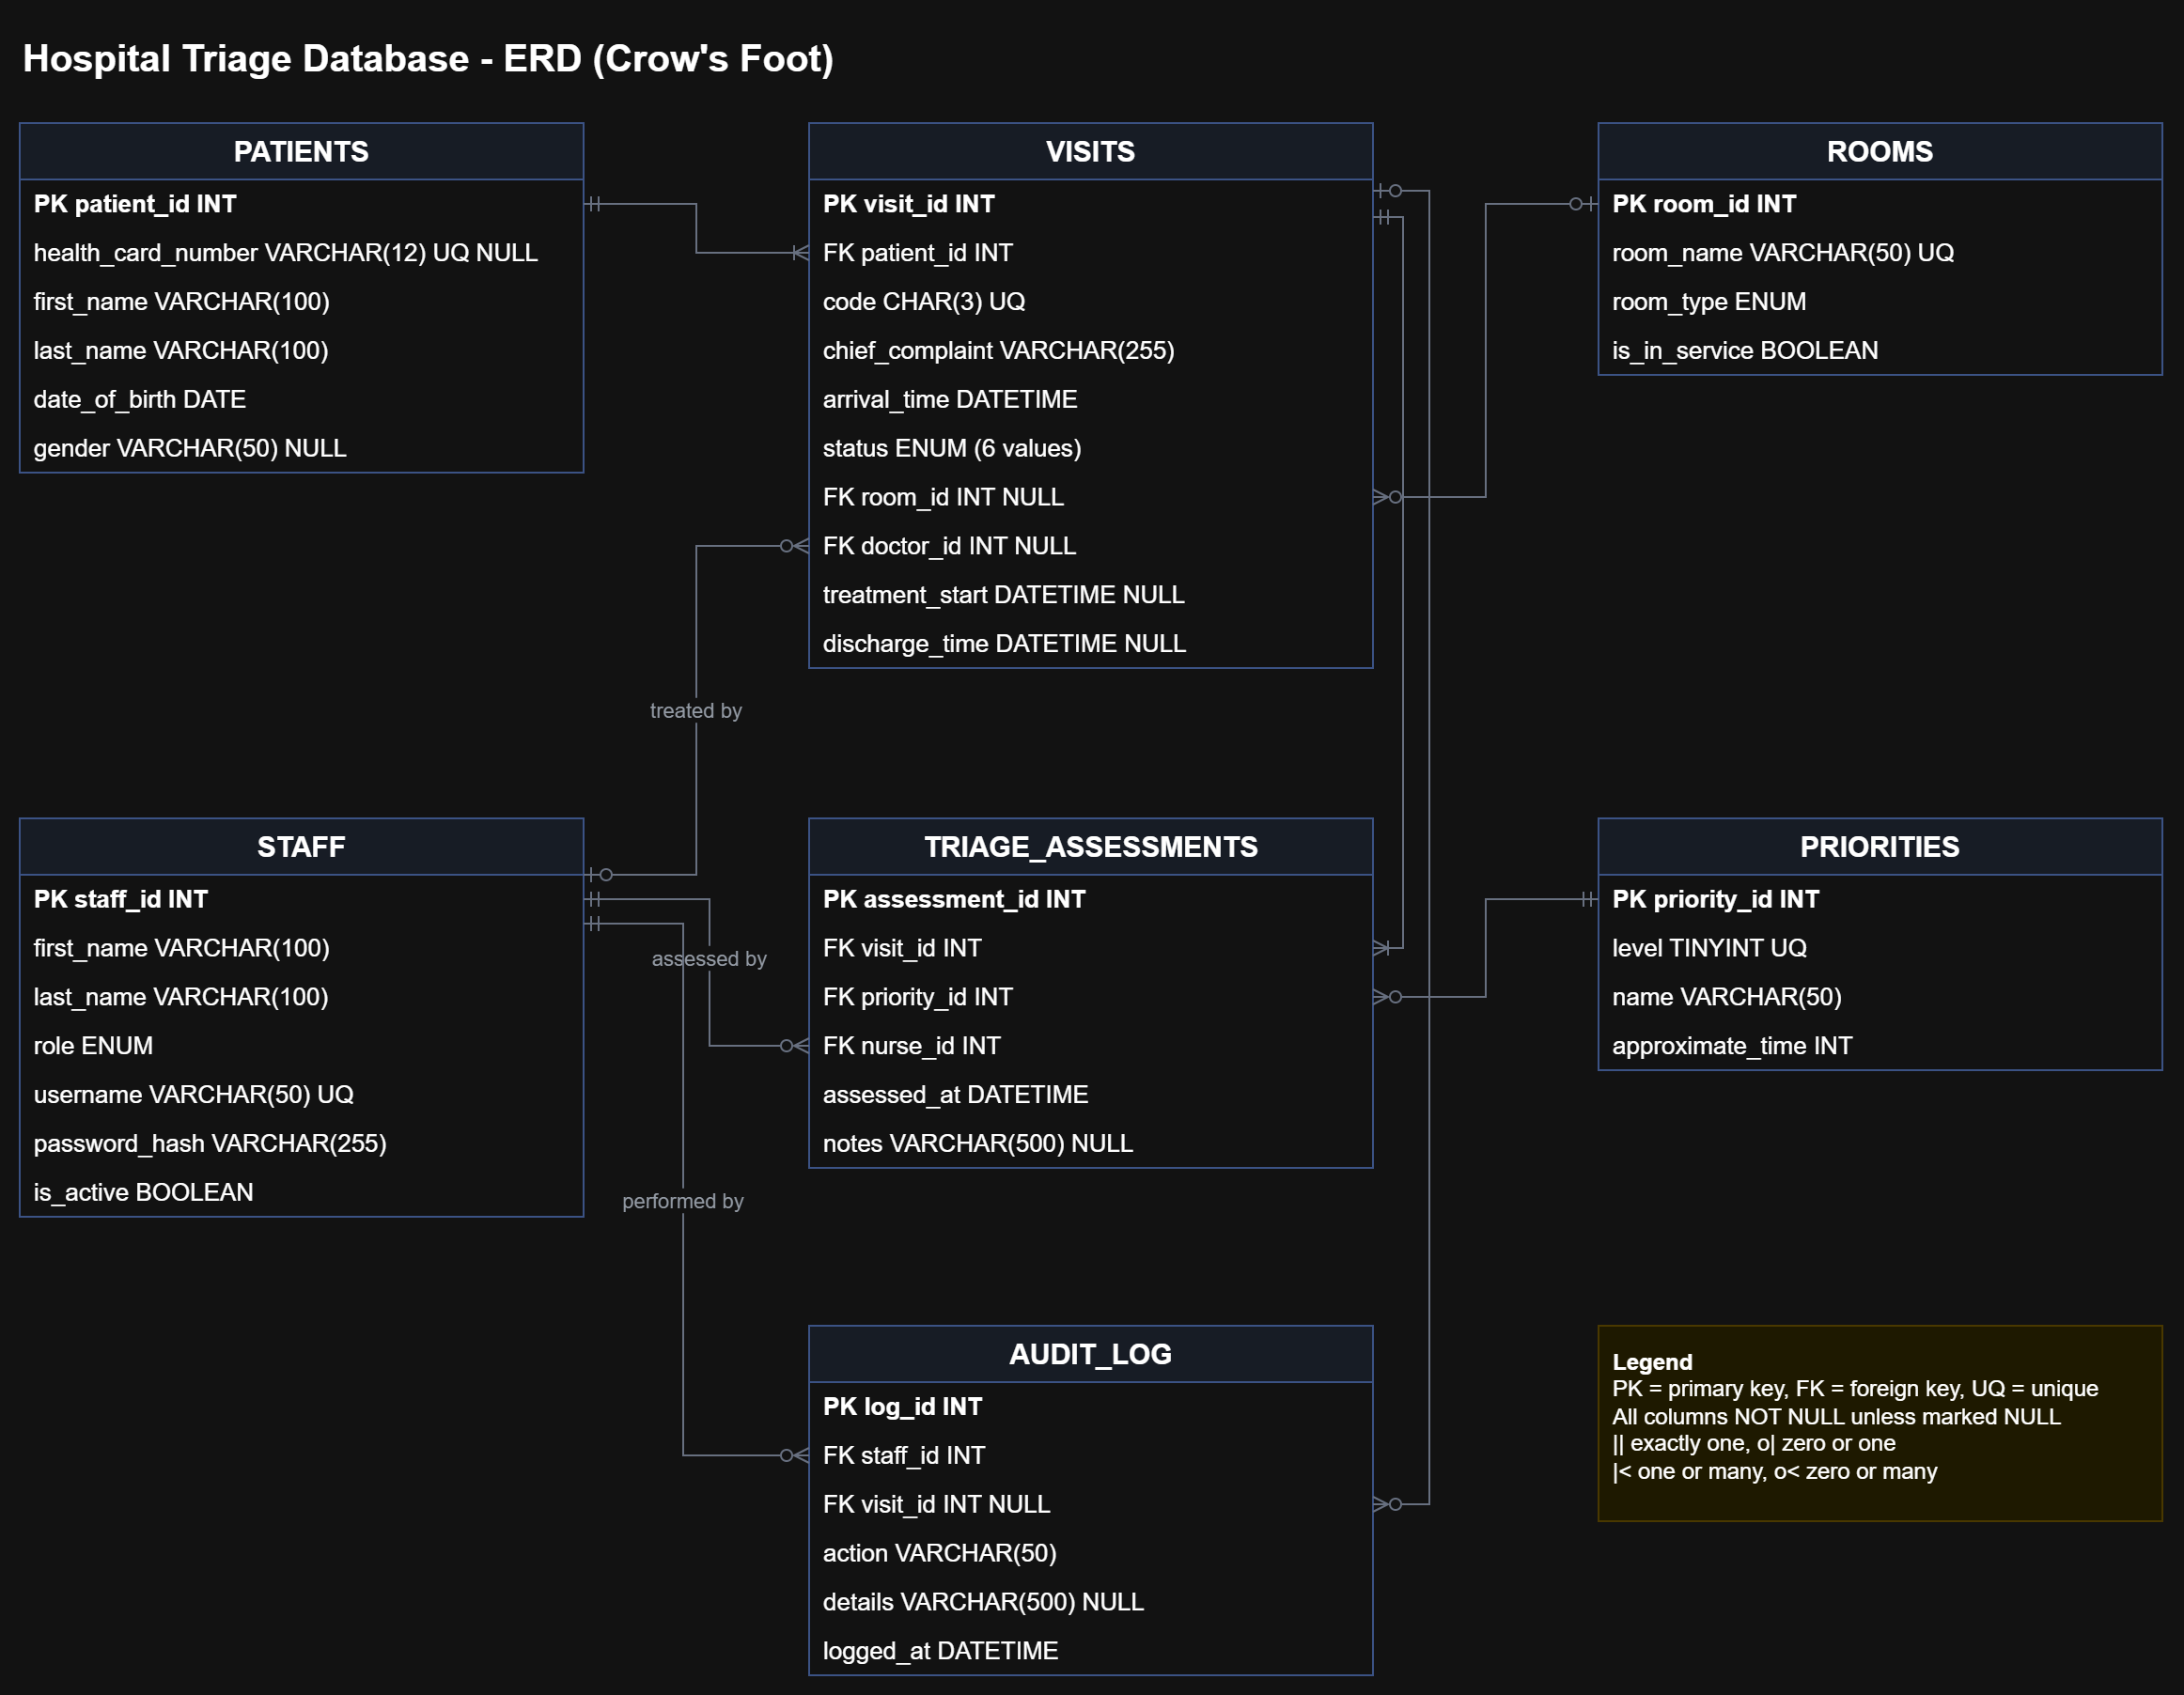 Hospital Triage Database - ERD (Crow's Foot)
PATIENTS
PK patient_id INT
health_card_number VARCHAR(12) UQ NULL
first_name VARCHAR(100)
last_name VARCHAR(100)
date_of_birth DATE
gender VARCHAR(50) NULL
VISITS
PK visit_id INT
FK patient_id INT
code CHAR(3) UQ
chief_complaint VARCHAR(255)
arrival_time DATETIME
status ENUM (6 values)
FK room_id INT NULL
FK doctor_id INT NULL
treatment_start DATETIME NULL
discharge_time DATETIME NULL
ROOMS
PK room_id INT
room_name VARCHAR(50) UQ
room_type ENUM
is_in_service BOOLEAN
treated by
STAFF
PK staff_id INT
first_name VARCHAR(100)
last_name VARCHAR(100)
role ENUM
username VARCHAR(50) UQ
password_hash VARCHAR(255)
is_active BOOLEAN
assessed by
performed by
TRIAGE_ASSESSMENTS
PK assessment_id INT
FK visit_id INT
FK priority_id INT
FK nurse_id INT
assessed_at DATETIME
notes VARCHAR(500) NULL
PRIORITIES
PK priority_id INT
level TINYINT UQ
name VARCHAR(50)
approximate_time INT
AUDIT_LOG
PK log_id INT
FK staff_id INT
FK visit_id INT NULL
action VARCHAR(50)
details VARCHAR(500) NULL
logged_at DATETIME
Legend
PK = primary key, FK = foreign key, UQ = unique
All columns NOT NULL unless marked NULL
|| exactly one, o| zero or one
|< one or many, o< zero or many